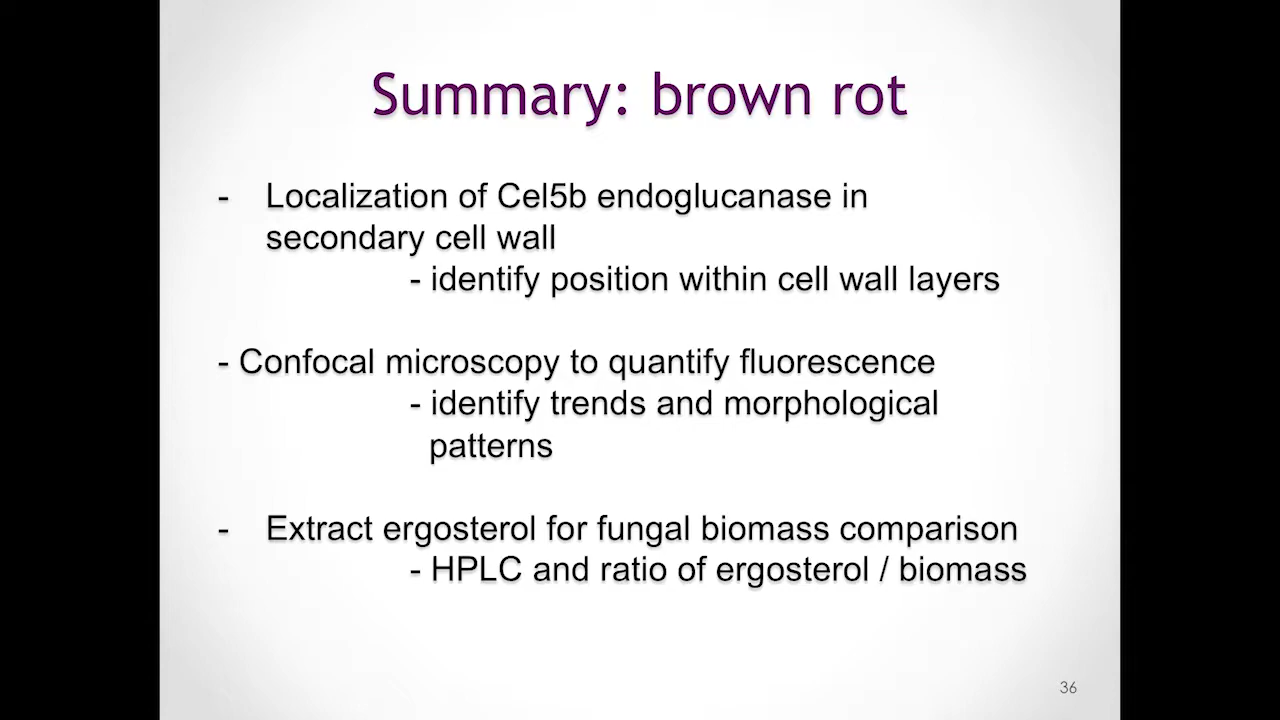 Summary: brown rot
- Localization of Cel5b endoglucanase in
secondary cell wall
- identify position within cell wall layers
- Confocal microscopy to quantify fluorescence
- identify trends and morphological
patterns
- Extract ergosterol for fungal biomass comparison
- HPLC and ratio of ergosterol / biomass
36